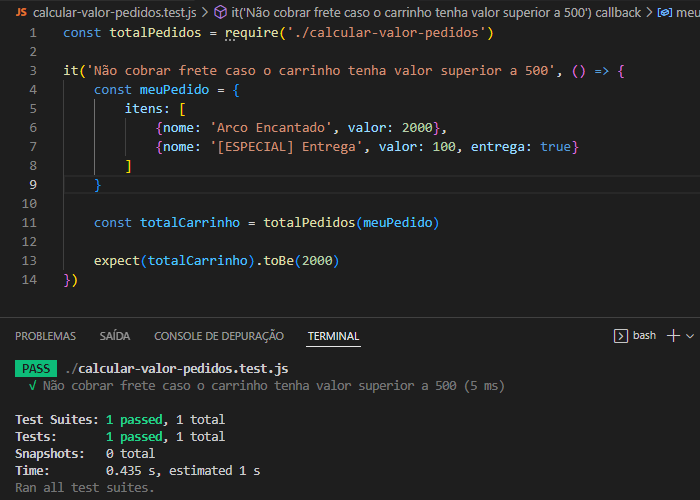 JS calcular-valor-pedidos.test.js > it('Não cobrar frete caso o carrinho tenha valor superior a 500') callback > meu
1 const totalPedidos = require('./calcular-valor-pedidos')
2
3 it('Não cobrar frete caso o carrinho tenha valor superior a 500', () => {
4 const meuPedido = {
5 itens: [
6 {nome: 'Arco Encantado', valor: 2000},
7 {nome: '[ESPECIAL] Entrega', valor: 100, entrega: true}
8 ]
9 }
10
11 const totalCarrinho = totalPedidos(meuPedido)
12
13 expect(totalCarrinho).toBe(2000)
14 })
PROBLEMAS SAÍDA CONSOLE DE DEPURAÇÃO TERMINAL bash
PASS ./calcular-valor-pedidos.test.js
√ Não cobrar frete caso o carrinho tenha valor superior a 500 (5 ms)
Test Suites: 1 passed, 1 total
Tests: 1 passed, 1 total
Snapshots: 0 total
Time: 0.435 s, estimated 1 s
Ran all test suites.